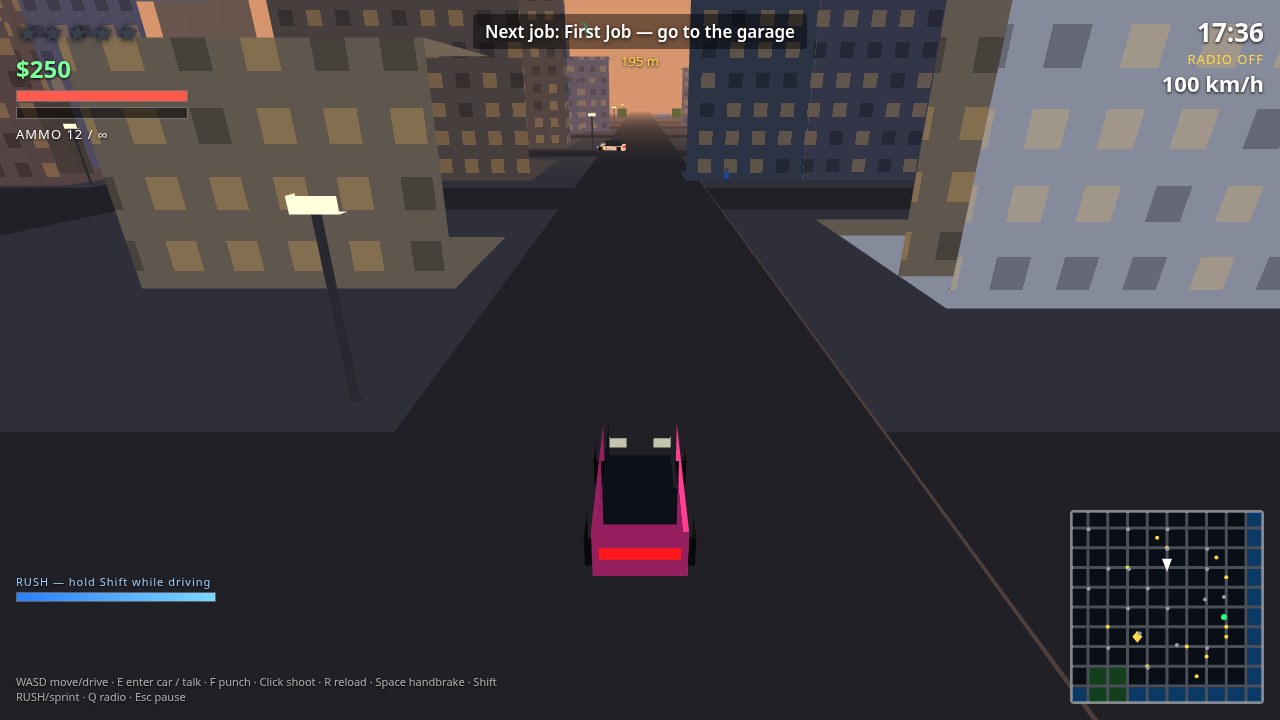 Next job: First Job — go to the garage
195 m
$250
AMMO 12 / ∞
17:36
RADIO OFF
100 km/h
RUSH — hold Shift while driving
WASD move/drive · E enter car / talk · F punch · Click shoot · R reload · Space handbrake · Shift
RUSH/sprint · Q radio · Esc pause